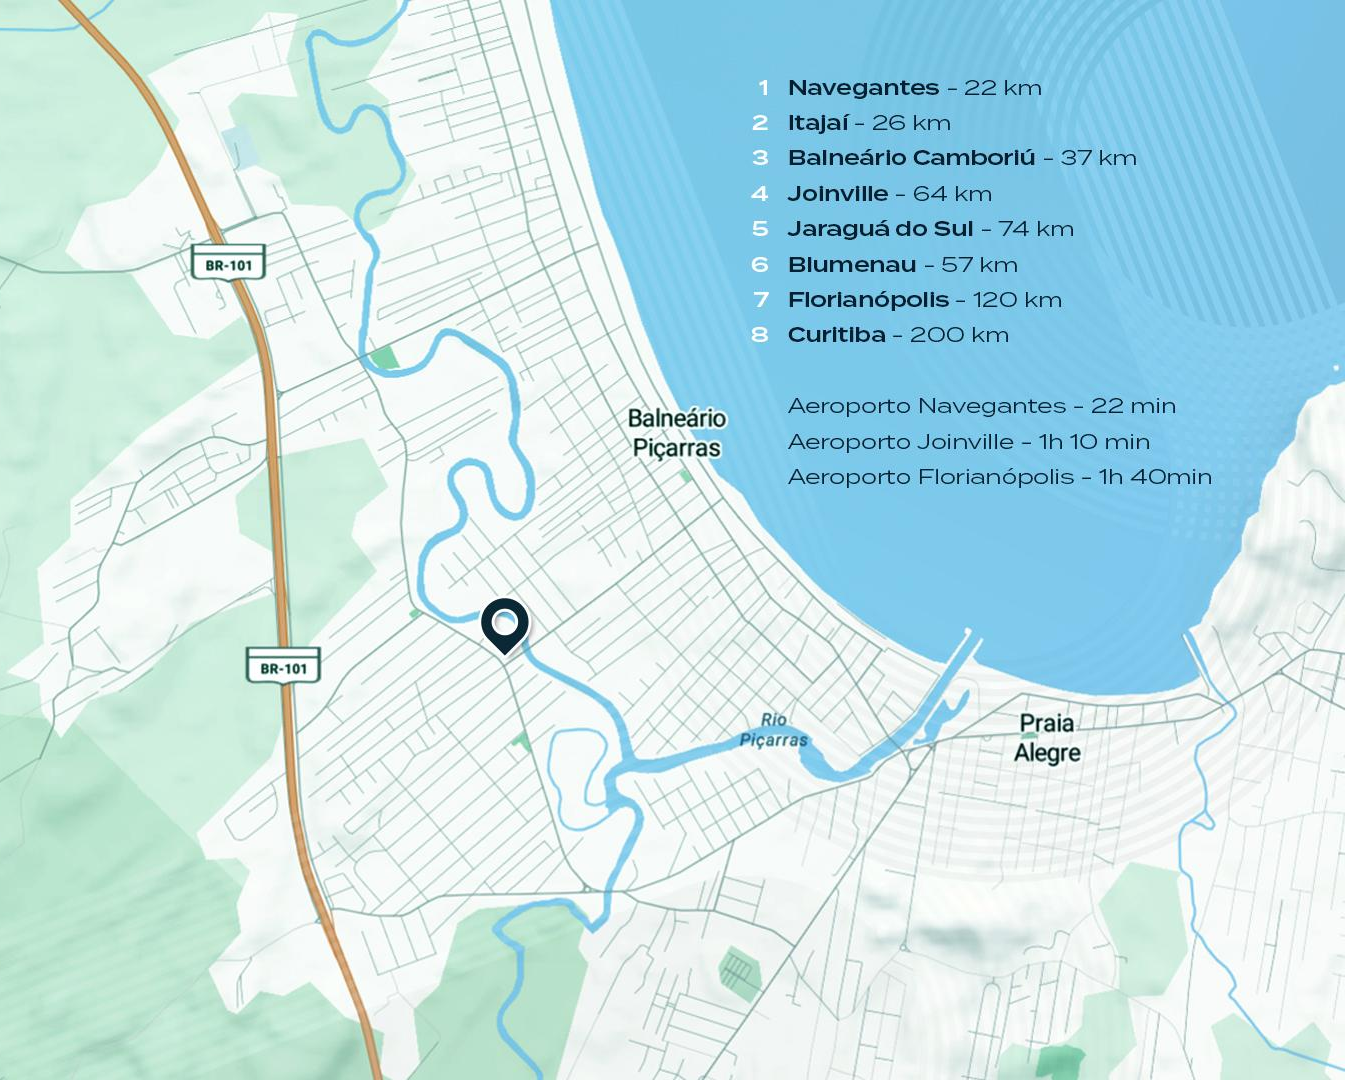 1 Navegantes - 22 km
2 Itajaí - 26 km
3 Balneário Camboriú - 37 km
4 Joinville - 64 km
5 Jaraguá do Sul - 74 km
6 Blumenau - 57 km
7 Florianópolis - 120 km
8 Curitiba - 200 km
Aeroporto Navegantes - 22 min
Aeroporto Joinville - 1h 10 min
Aeroporto Florianópolis - 1h 40min
BR-101
Balneário
Piçarras
BR-101
Rio
Piçarras
Praia
Alegre